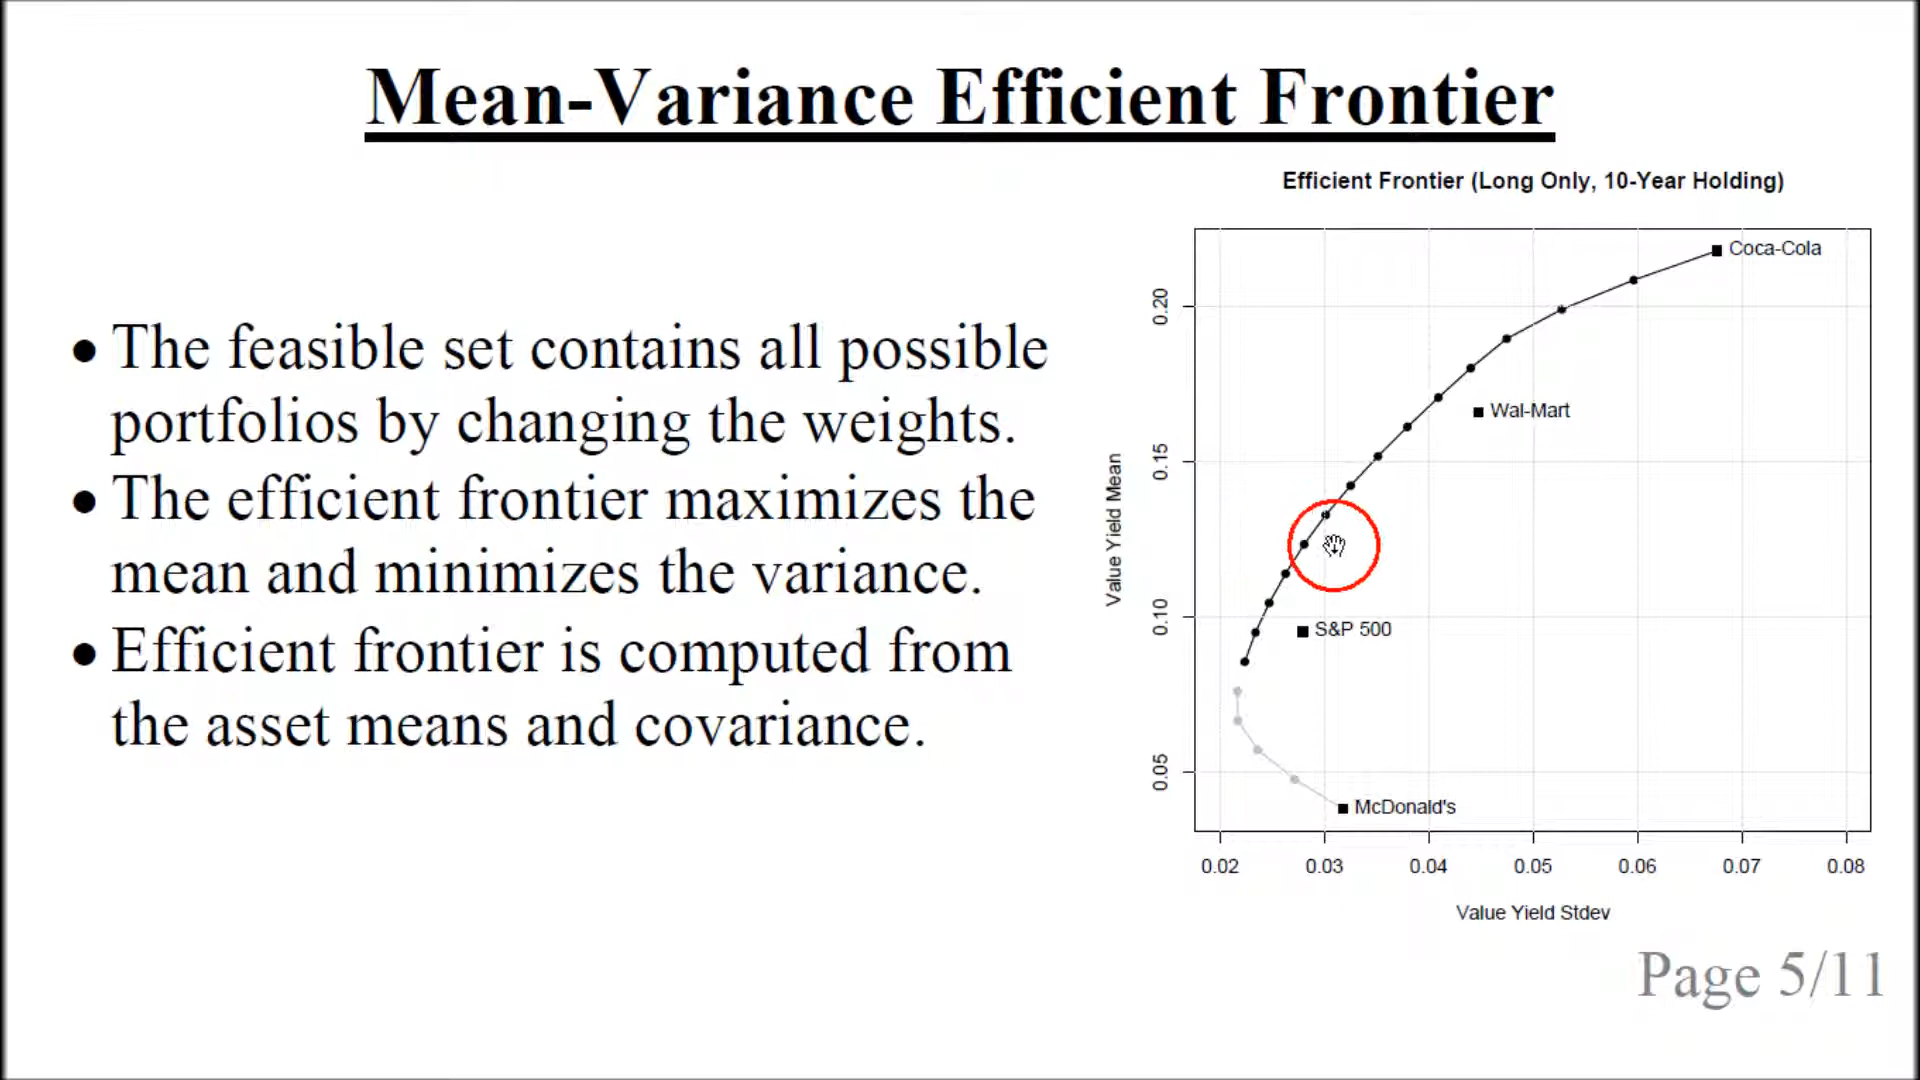 Mean-Variance Efficient Frontier
Efficient Frontier (Long Only, 10-Year Holding)
• The feasible set contains all possible
portfolios by changing the weights.
• The efficient frontier maximizes the
mean and minimizes the variance.
• Efficient frontier is computed from
the asset means and covariance.
Coca-Cola
Wal-Mart
S&P 500
McDonald's
Value Yield Mean
0.20
0.15
0.10
0.05
0.02 0.03 0.04 0.05 0.06 0.07 0.08
Value Yield Stdev
Page 5/11